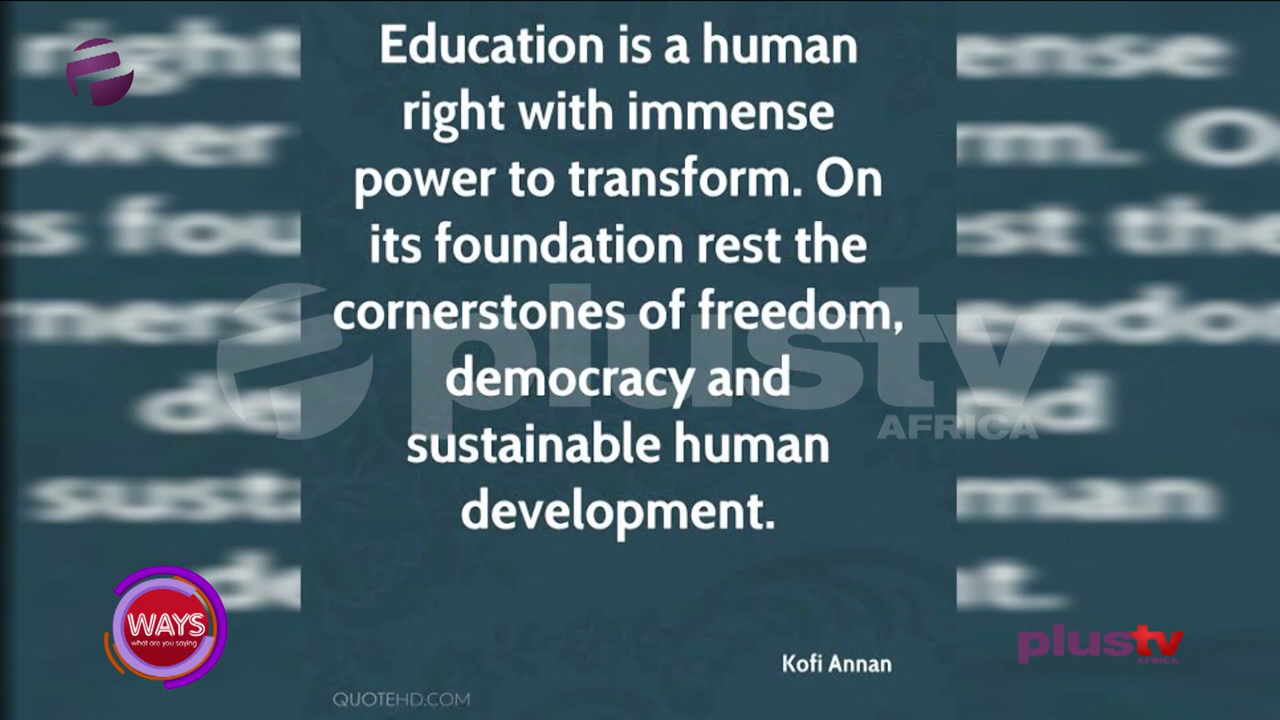 Education is a human
right with immense
power to transform. On
its foundation rest the
cornerstones of freedom,
democracy and
sustainable human
development.
Kofi Annan
QUOTEHD.COM
plustv
AFRICA
WAYS
what are you saying
plustv
AFRICA